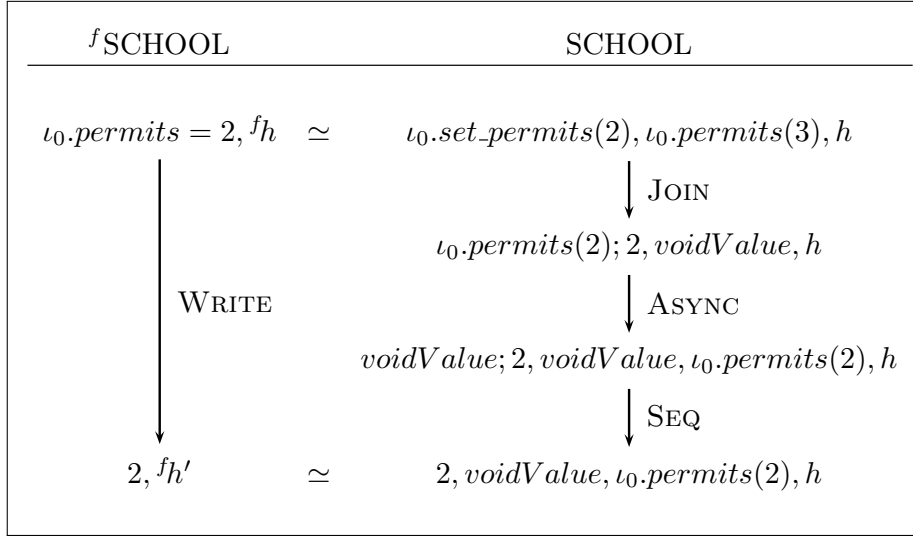 ᶠSCHOOL SCHOOL
ι₀.permits = 2, ᶠh ≃ ι₀.set_permits(2), ι₀.permits(3), h
JOIN
ι₀.permits(2); 2, voidValue, h
WRITE ASYNC
voidValue; 2, voidValue, ι₀.permits(2), h
SEQ
2, ᶠh′ ≃ 2, voidValue, ι₀.permits(2), h